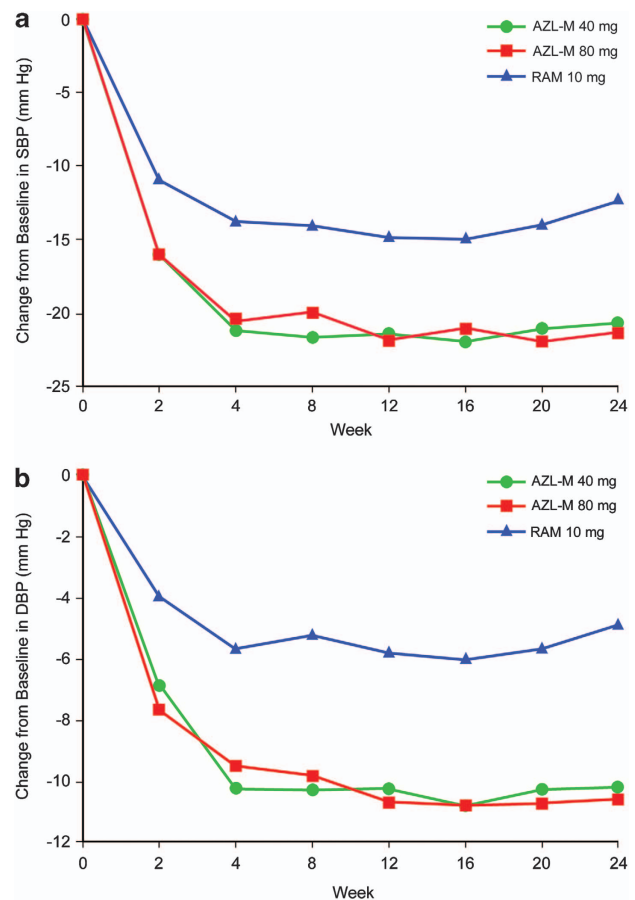 a
AZL-M 40 mg
AZL-M 80 mg
RAM 10 mg
Change from Baseline in SBP (mm Hg)
0
-5
-10
-15
-20
-25
0 2 4 8 12 16 20 24
Week
b
AZL-M 40 mg
AZL-M 80 mg
RAM 10 mg
Change from Baseline in DBP (mm Hg)
0
-2
-4
-6
-8
-10
-12
0 2 4 8 12 16 20 24
Week